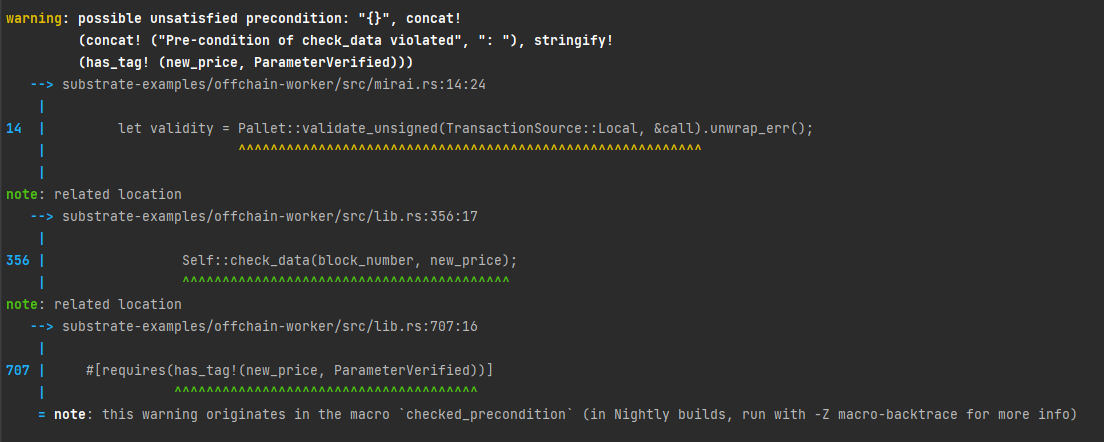 warning: possible unsatisfied precondition: "{}", concat!
         (concat! ("Pre-condition of check_data violated", ": "), stringify!
         (has_tag! (new_price, ParameterVerified)))
   --> substrate-examples/offchain-worker/src/mirai.rs:14:24
    |
14  |         let validity = Pallet::validate_unsigned(TransactionSource::Local, &call).unwrap_err();
    |                        ^^^^^^^^^^^^^^^^^^^^^^^^^^^^^^^^^^^^^^^^^^^^^^^^^^^^^^^^^^
    |
note: related location
   --> substrate-examples/offchain-worker/src/lib.rs:356:17
    |
356 |                 Self::check_data(block_number, new_price);
    |                 ^^^^^^^^^^^^^^^^^^^^^^^^^^^^^^^^^^^^^^^^^
note: related location
   --> substrate-examples/offchain-worker/src/lib.rs:707:16
    |
707 |     #[requires(has_tag!(new_price, ParameterVerified))]
    |                ^^^^^^^^^^^^^^^^^^^^^^^^^^^^^^^^^^^^^^
    = note: this warning originates in the macro `checked_precondition` (in Nightly builds, run with -Z macro-backtrace for more info)